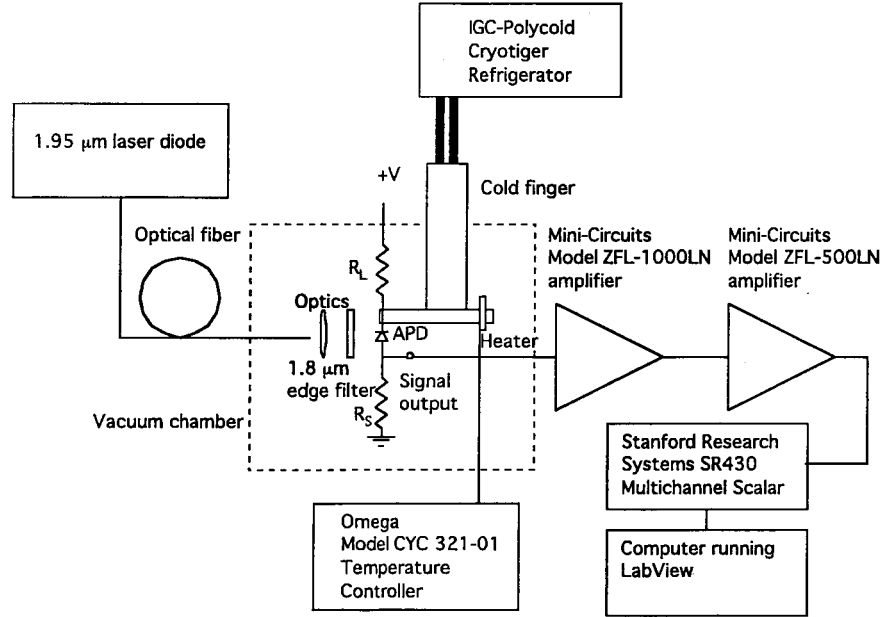 IGC-Polycold
Cryotiger
Refrigerator
1.95 μm laser diode
+V
Cold finger
Optical fiber
Mini-Circuits
Model ZFL-1000LN
amplifier
Mini-Circuits
Model ZFL-500LN
amplifier
RL
Optics
APD
Heater
1.8 μm
edge filter
Signal
output
RS
Vacuum chamber
Stanford Research
Systems SR430
Multichannel Scalar
Omega
Model CYC 321-01
Temperature
Controller
Computer running
LabView